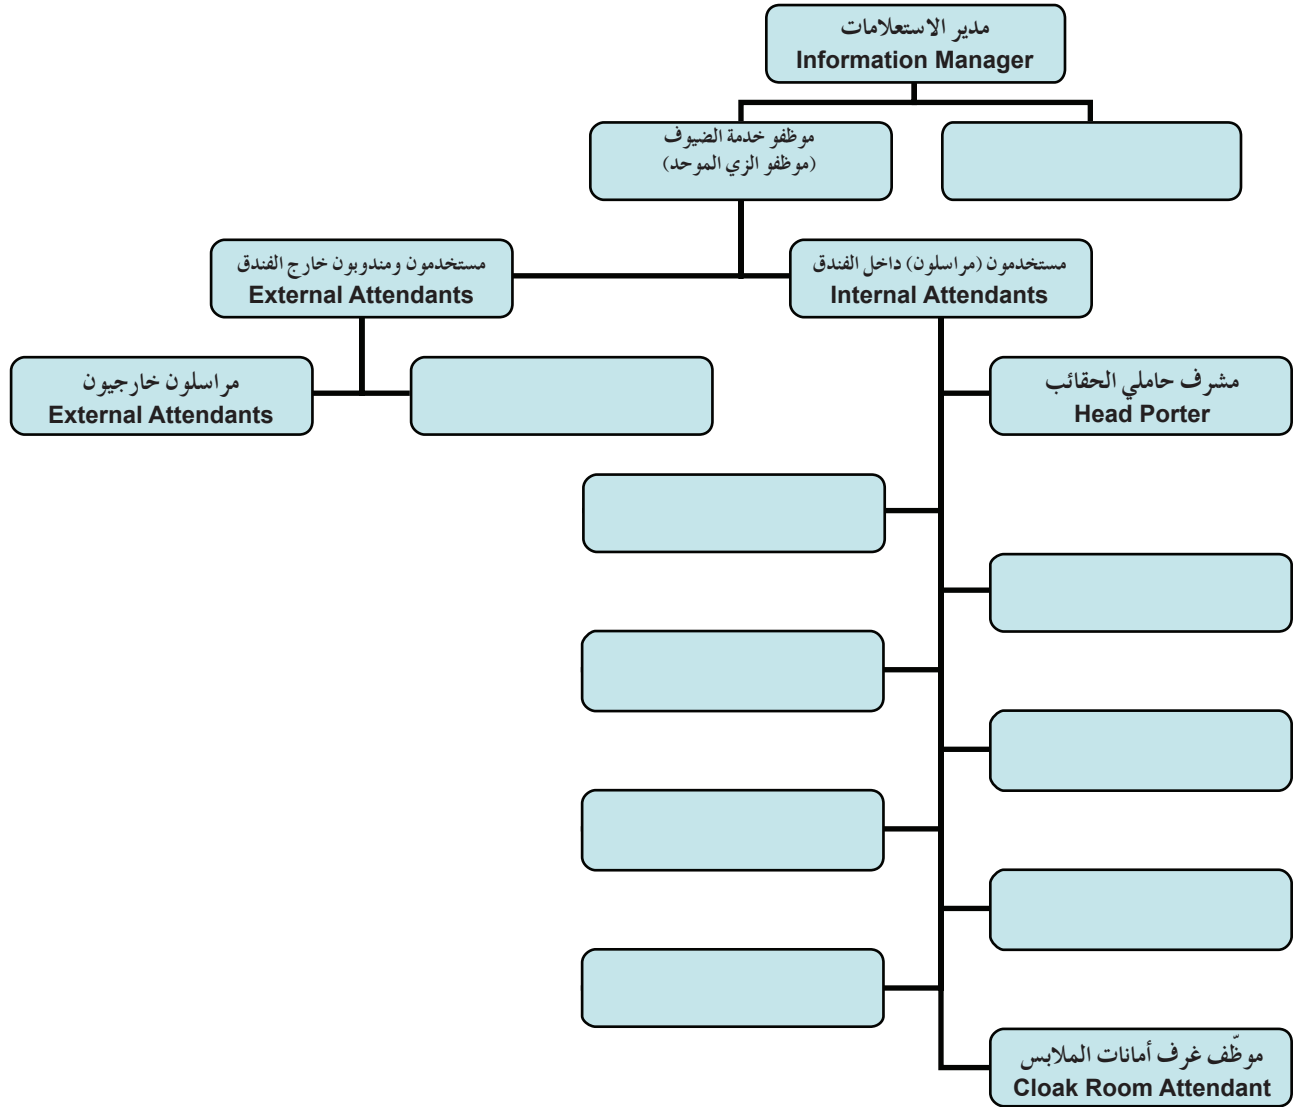 مدير الاستعلامات
Information Manager
موظفو خدمة الضيوف
(موظفو الزي الموحد)
مستخدمون (مراسلون) داخل الفندق
Internal Attendants
مستخدمون ومندوبون خارج الفندق
External Attendants
مشرف حاملي الحقائب
Head Porter
مراسلون خارجيون
External Attendants
موظّف غرف أمانات الملابس
Cloak Room Attendant